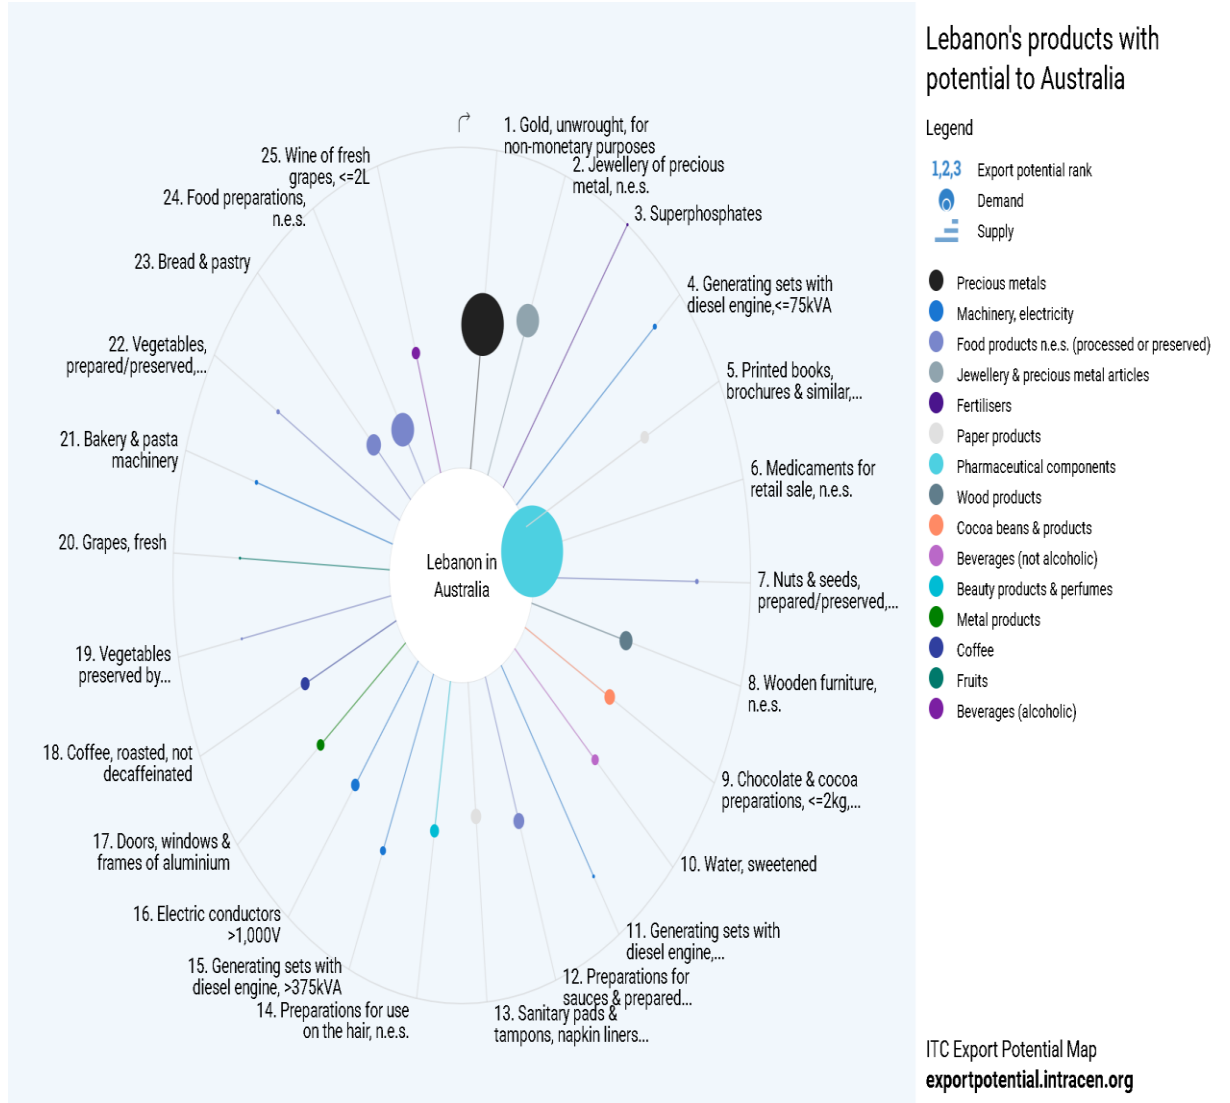 Lebanon's products with
potential to Australia
Legend
1,2,3 Export potential rank
Demand
Supply
Precious metals
Machinery, electricity
Food products n.e.s. (processed or preserved)
Jewellery & precious metal articles
Fertilisers
Paper products
Pharmaceutical components
Wood products
Cocoa beans & products
Beverages (not alcoholic)
Beauty products & perfumes
Metal products
Coffee
Fruits
Beverages (alcoholic)
1. Gold, unwrought, for
non-monetary purposes
2. Jewellery of precious
metal, n.e.s.
3. Superphosphates
4. Generating sets with
diesel engine,<=75kVA
5. Printed books,
brochures & similar,...
6. Medicaments for
retail sale, n.e.s.
7. Nuts & seeds,
prepared/preserved,...
8. Wooden furniture,
n.e.s.
9. Chocolate & cocoa
preparations, <=2kg,...
10. Water, sweetened
11. Generating sets with
diesel engine,...
12. Preparations for
sauces & prepared...
13. Sanitary pads &
tampons, napkin liners...
14. Preparations for use
on the hair, n.e.s.
15. Generating sets with
diesel engine, >375kVA
16. Electric conductors
>1,000V
17. Doors, windows &
frames of aluminium
18. Coffee, roasted, not
decaffeinated
19. Vegetables
preserved by...
20. Grapes, fresh
21. Bakery & pasta
machinery
22. Vegetables,
prepared/preserved,...
23. Bread & pastry
24. Food preparations,
n.e.s.
25. Wine of fresh
grapes, <=2L
Lebanon in
Australia
ITC Export Potential Map
exportpotential.intracen.org